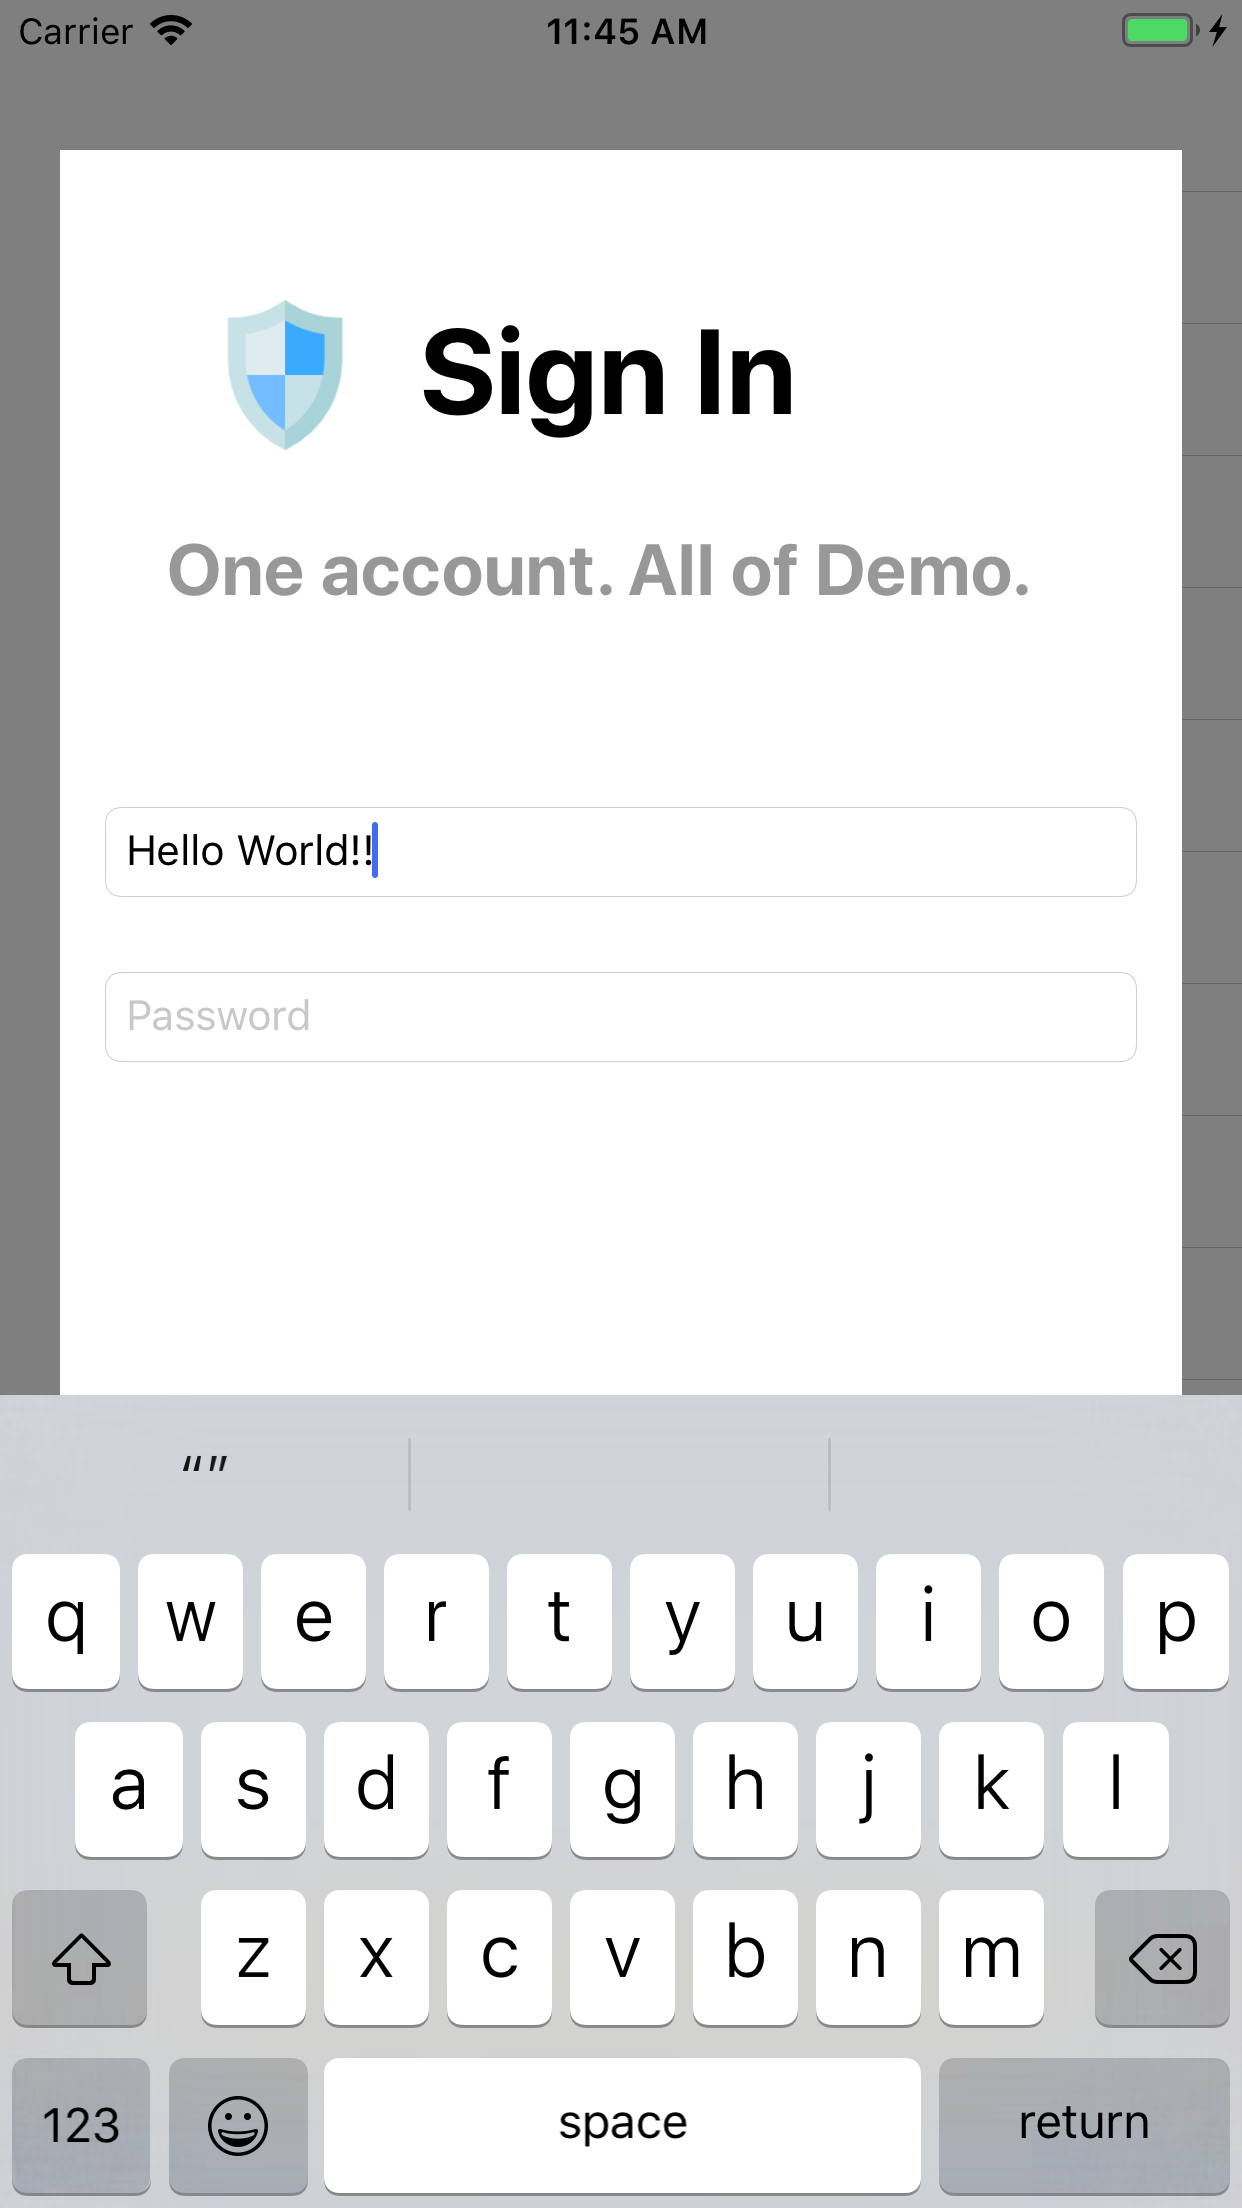 Carrier 11:45 AM
Sign In
One account. All of Demo.
Hello World!!
Password
“”
q w e r t y u i o p
a s d f g h j k l
z x c v b n m
123 space return